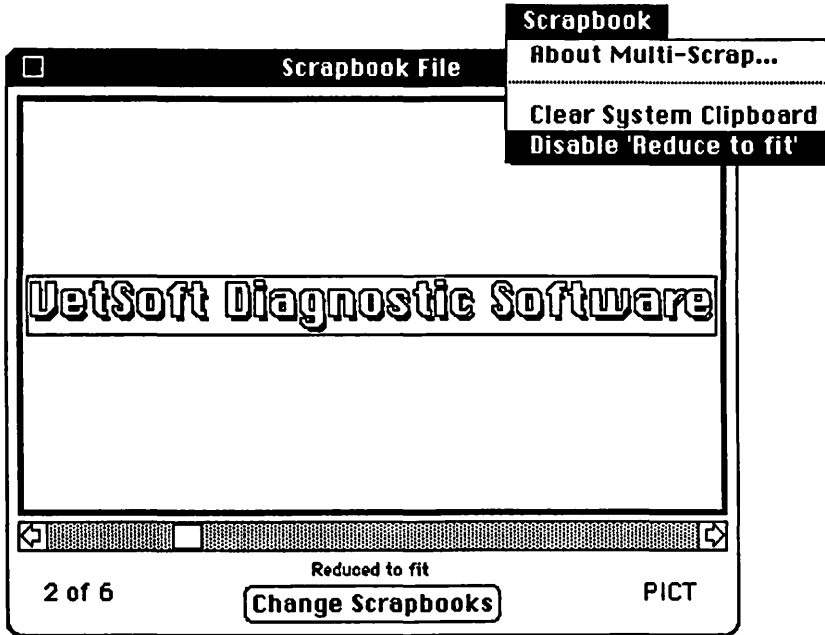 Scrapbook
Scrapbook File
About Multi-Scrap...
Clear System Clipboard
Disable 'Reduce to fit'
VetSoft Diagnostic Software
Reduced to fit
2 of 6
Change Scrapbooks
PICT